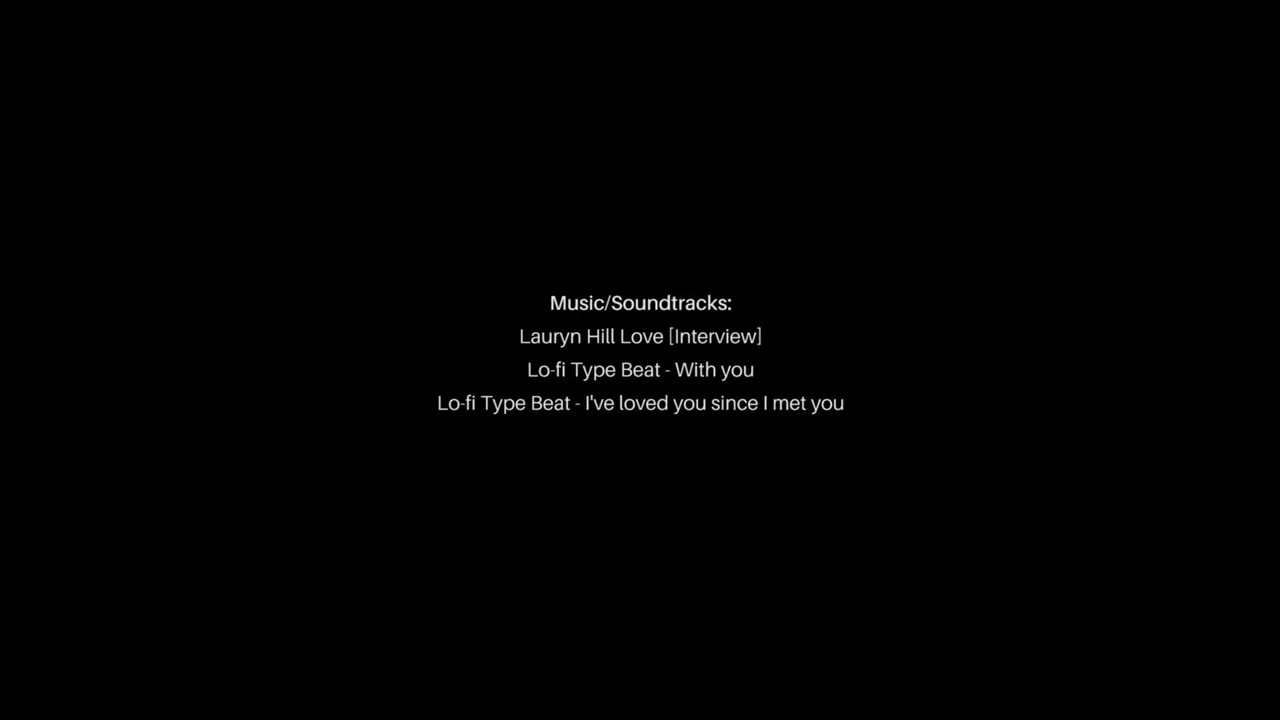 Music/Soundtracks:
Lauryn Hill Love [Interview]
Lo-fi Type Beat - With you
Lo-fi Type Beat - I've loved you since I met you